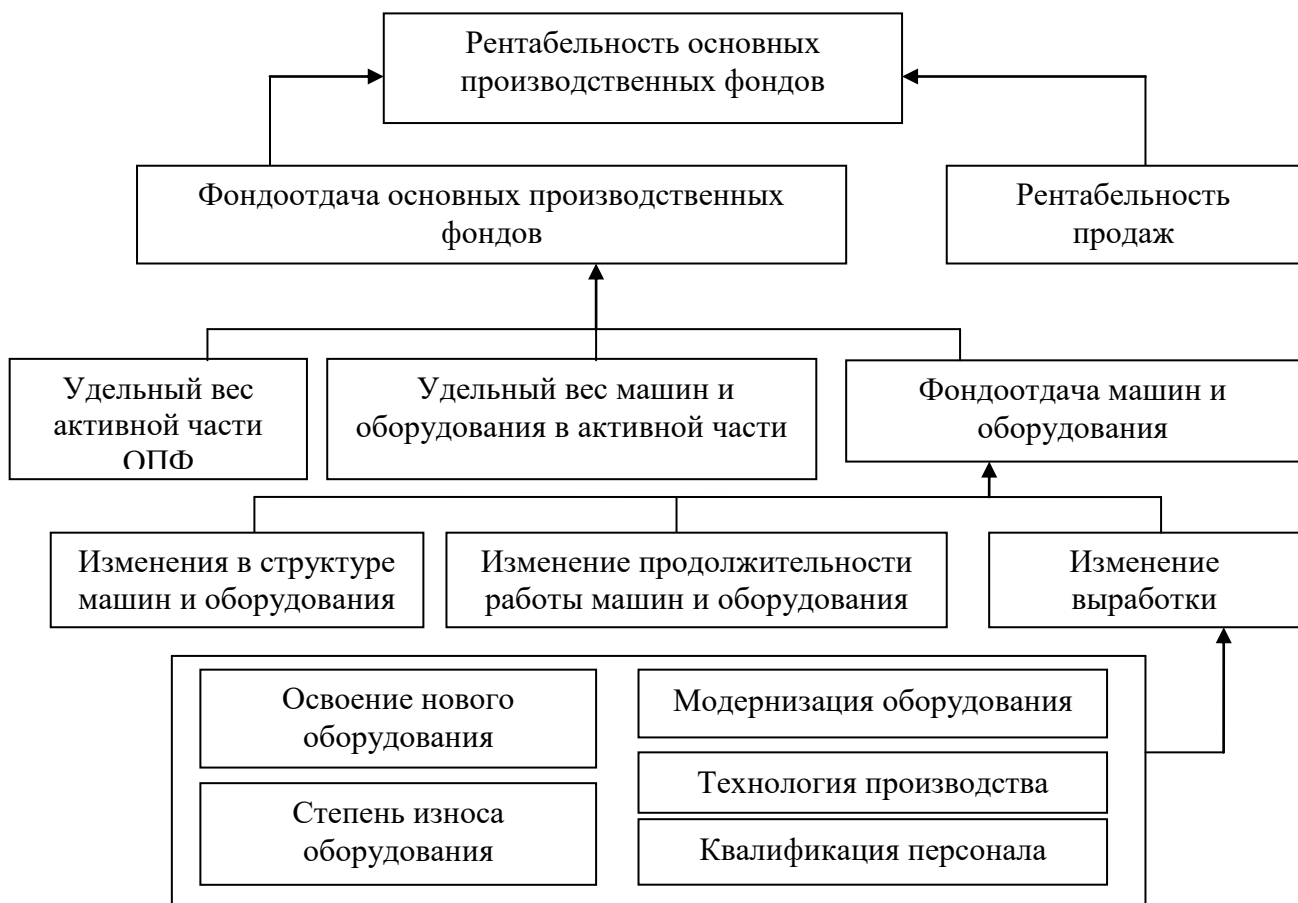 Рентабельность основных
производственных фондов
Фондоотдача основных производственных
фондов
Рентабельность
продаж
Удельный вес
активной части
ОПФ
Удельный вес машин и
оборудования в активной части
Фондоотдача машин и
оборудования
Изменения в структуре
машин и оборудования
Изменение продолжительности
работы машин и оборудования
Изменение
выработки
Освоение нового
оборудования
Модернизация оборудования
Технология производства
Степень износа
оборудования
Квалификация персонала